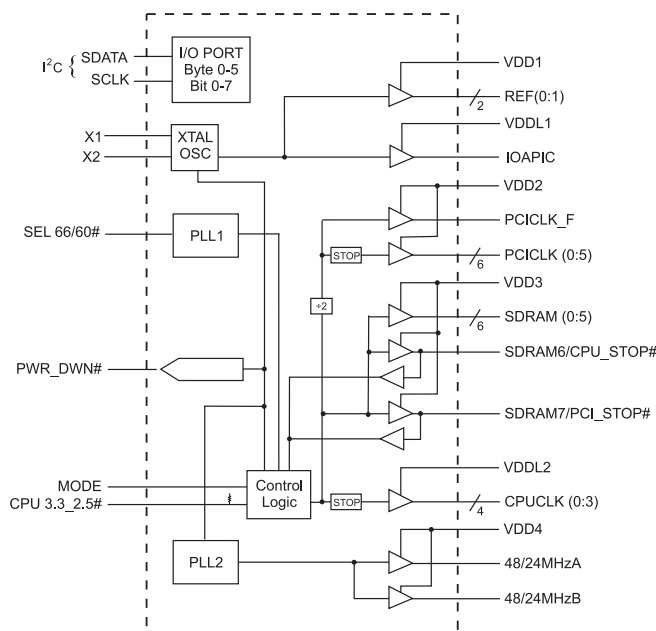 I²C { SDATA
SCLK
I/O PORT
Byte 0-5
Bit 0-7
VDD1
REF(0:1)
2
VDDL1
X1
X2
XTAL
OSC
IOAPIC
VDD2
SEL 66/60#
PLL1
PCICLK_F
STOP
PCICLK (0:5)
6
VDD3
÷2
SDRAM (0:5)
6
SDRAM6/CPU_STOP#
PWR_DWN#
SDRAM7/PCI_STOP#
MODE
CPU 3.3_2.5#
Control
Logic
STOP
VDDL2
CPUCLK (0:3)
4
VDD4
PLL2
48/24MHzA
48/24MHzB